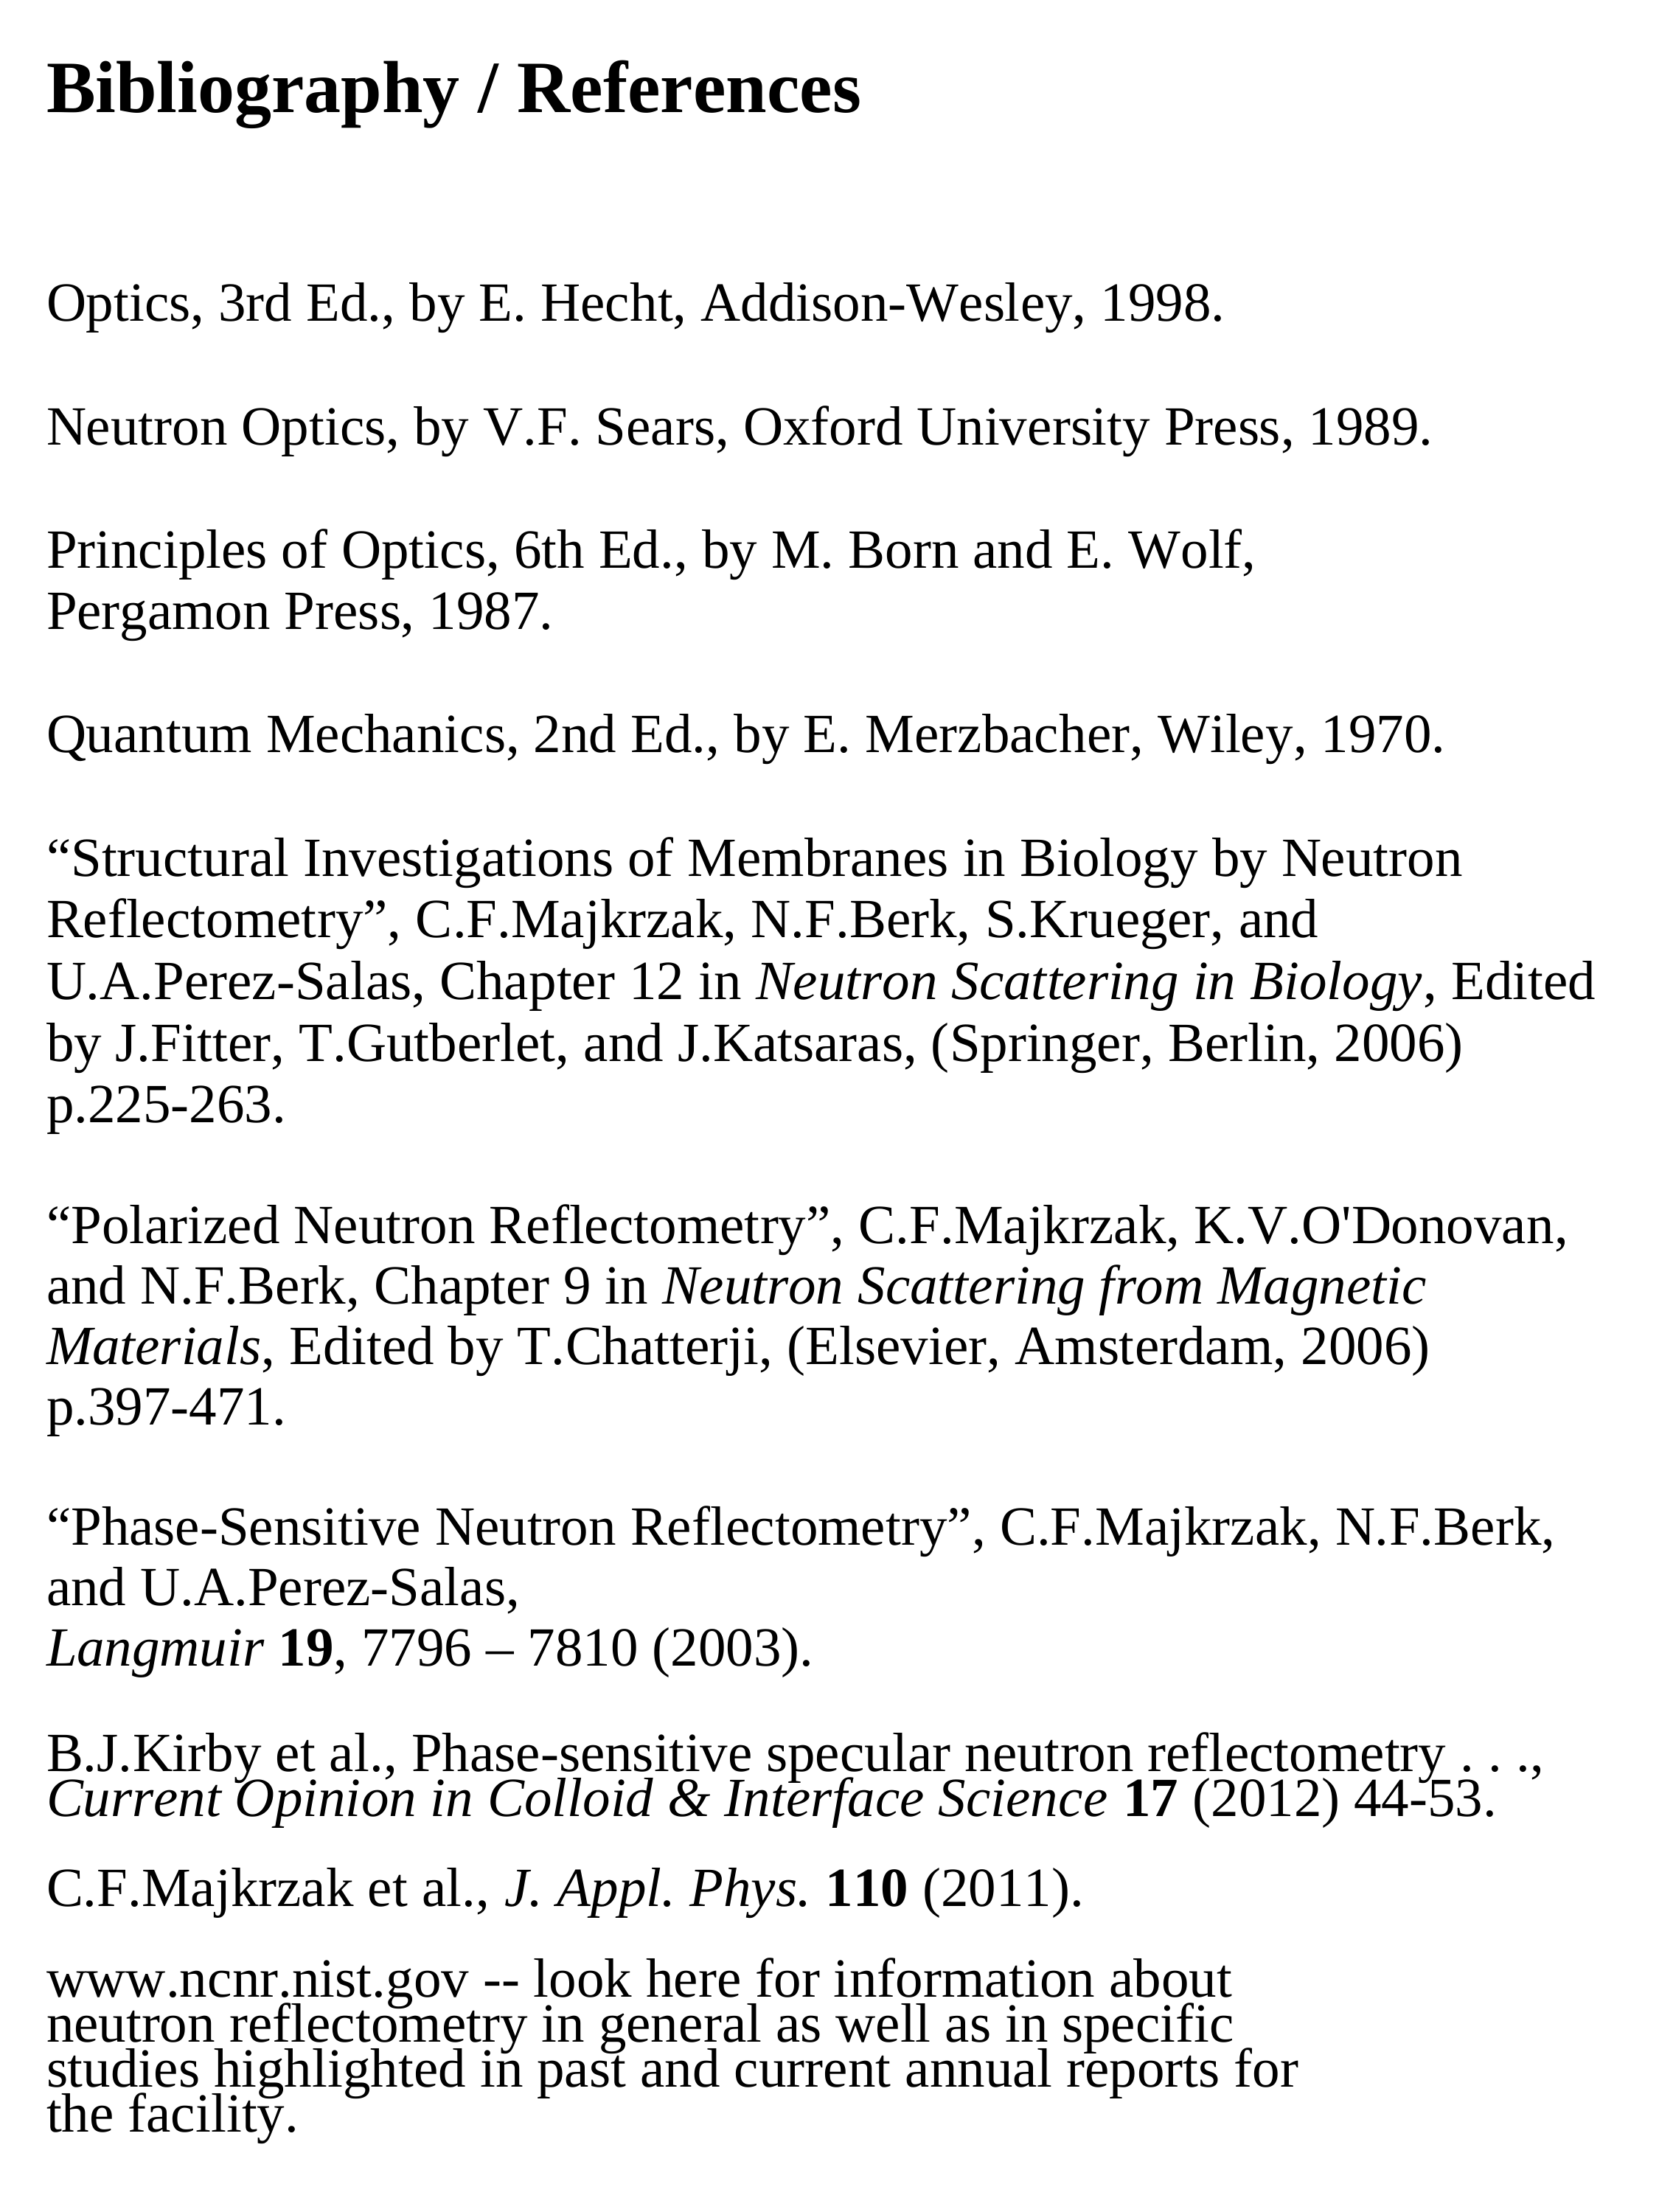 Bibliography / References
Optics, 3rd Ed., by E. Hecht, Addison-Wesley, 1998.
Neutron Optics, by V.F. Sears, Oxford University Press, 1989.
Principles of Optics, 6th Ed., by M. Born and E. Wolf,
Pergamon Press, 1987.
Quantum Mechanics, 2nd Ed., by E. Merzbacher, Wiley, 1970.
“Structural Investigations of Membranes in Biology by Neutron
Reflectometry”, C.F.Majkrzak, N.F.Berk, S.Krueger, and
U.A.Perez-Salas, Chapter 12 in Neutron Scattering in Biology, Edited
by J.Fitter, T.Gutberlet, and J.Katsaras, (Springer, Berlin, 2006)
p.225-263.
“Polarized Neutron Reflectometry”, C.F.Majkrzak, K.V.O'Donovan,
and N.F.Berk, Chapter 9 in Neutron Scattering from Magnetic
Materials, Edited by T.Chatterji, (Elsevier, Amsterdam, 2006)
p.397-471.
“Phase-Sensitive Neutron Reflectometry”, C.F.Majkrzak, N.F.Berk,
and U.A.Perez-Salas,
Langmuir 19, 7796 – 7810 (2003).
B.J.Kirby et al., Phase-sensitive specular neutron reflectometry . . .,
Current Opinion in Colloid & Interface Science 17 (2012) 44-53.
C.F.Majkrzak et al., J. Appl. Phys. 110 (2011).
www.ncnr.nist.gov -- look here for information about
neutron reflectometry in general as well as in specific
studies highlighted in past and current annual reports for
the facility.